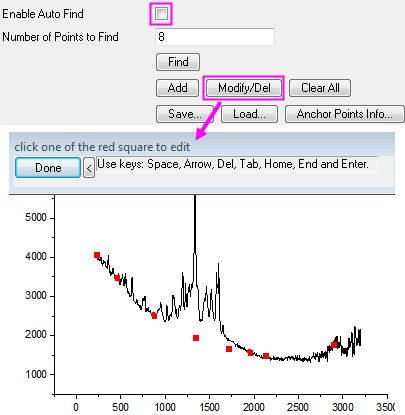 Enable Auto Find
Number of Points to Find 8
Find
Add Modify/Del Clear All
Save... Load... Anchor Points Info...
click one of the red square to edit
Done < Use keys: Space, Arrow, Del, Tab, Home, End and Enter.
5000
4000
3000
2000
1000
0 500 1000 1500 2000 2500 3000 3500